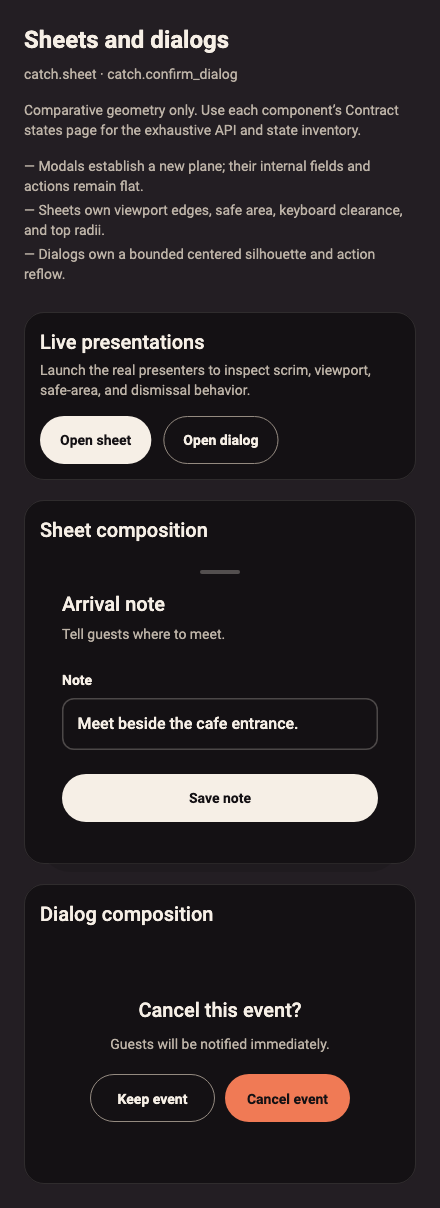 Sheets and dialogs
catch.sheet · catch.confirm_dialog
Comparative geometry only. Use each component’s Contract
states page for the exhaustive API and state inventory.
— Modals establish a new plane; their internal fields and
actions remain flat.
— Sheets own viewport edges, safe area, keyboard clearance,
and top radii.
— Dialogs own a bounded centered silhouette and action
reflow.
Live presentations
Launch the real presenters to inspect scrim, viewport,
safe-area, and dismissal behavior.
Open sheet
Open dialog
Sheet composition
Arrival note
Tell guests where to meet.
Note
Meet beside the cafe entrance.
Save note
Dialog composition
Cancel this event?
Guests will be notified immediately.
Keep event
Cancel event